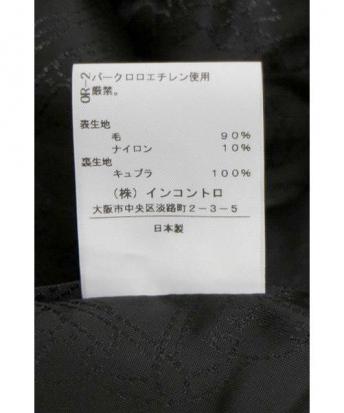 OR-2
パークロロエチレン使用
厳禁。
表生地
毛 90%
ナイロン 10%
裏生地
キュプラ 100%
(株)インコントロ
大阪市中央区淡路町2-3-5
日本製